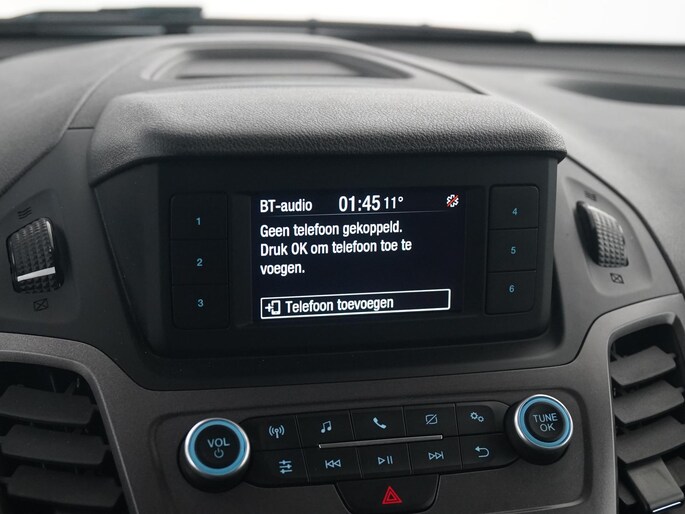 BT-audio 01:45 11°
Geen telefoon gekoppeld.
Druk OK om telefoon toe te
voegen.
Telefoon toevoegen
1
2
3
4
5
6
VOL
TUNE
OK